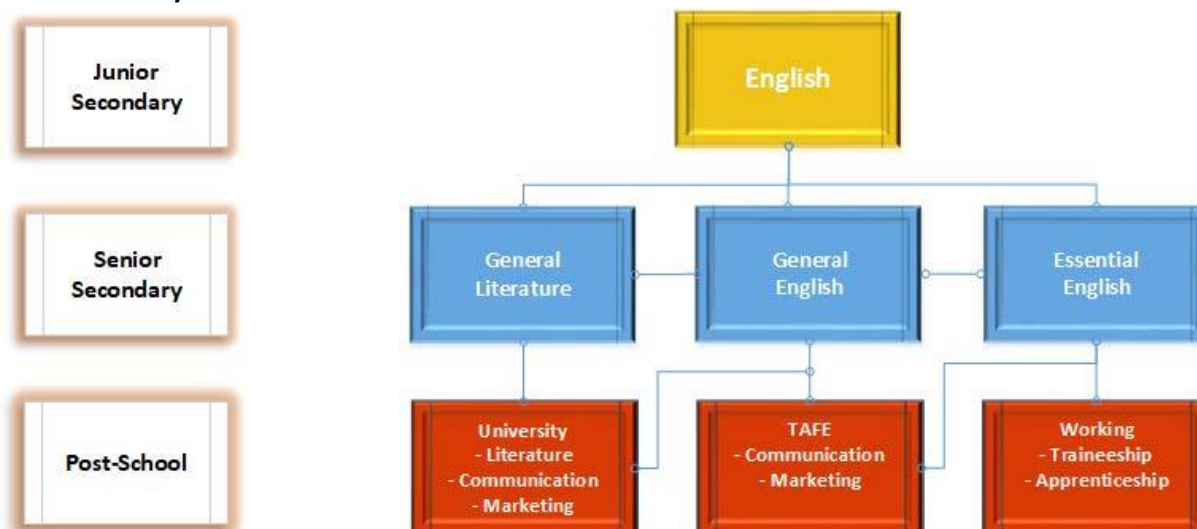 Junior
Secondary
English
Senior
Secondary
General
Literature
General
English
Essential
English
Post-School
University
- Literature
- Communication
- Marketing
TAFE
- Communication
- Marketing
Working
- Traineeship
- Apprenticeship